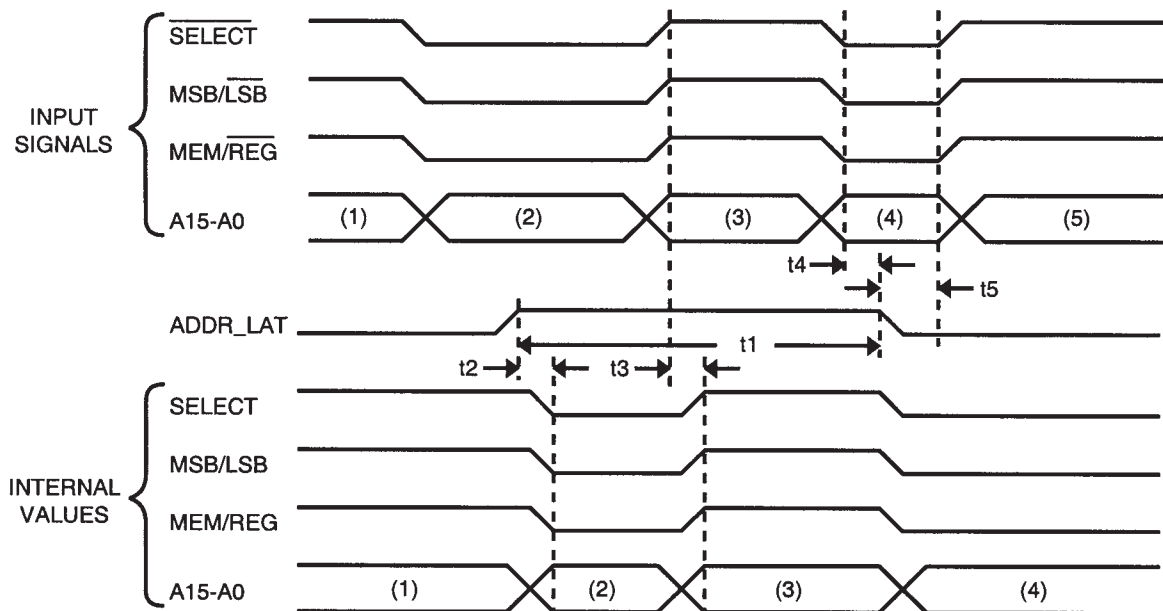 INPUT
SIGNALS
SELECT
MSB/LSB
MEM/REG
A15-A0
(1)
(2)
(3)
(4)
(5)
t4
t5
ADDR_LAT
t1
t2
t3
INTERNAL
VALUES
SELECT
MSB/LSB
MEM/REG
A15-A0
(1)
(2)
(3)
(4)